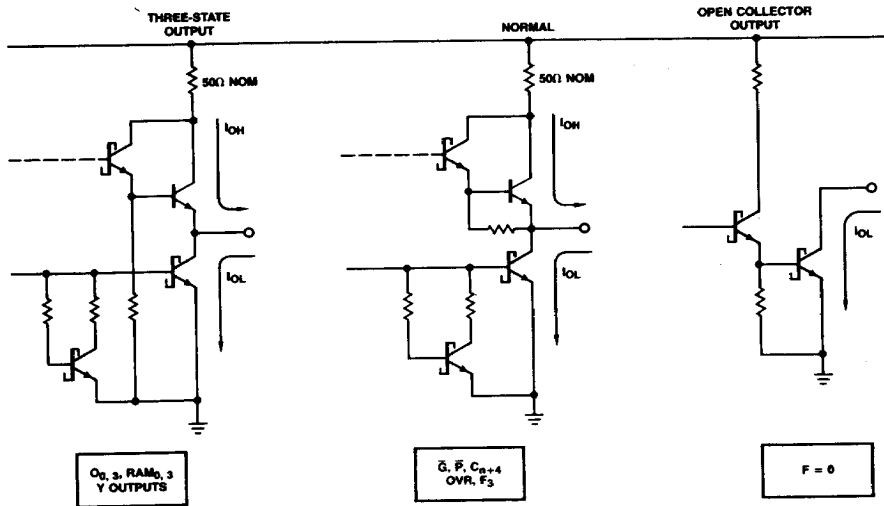 THREE-STATE
OUTPUT
NORMAL
OPEN COLLECTOR
OUTPUT
50Ω NOM
50Ω NOM
IOH
IOH
IOL
IOL
IOL
O0, 3, RAM0, 3
Y OUTPUTS
G̅, P̅, Cn+4
OVR, F3
F = 0